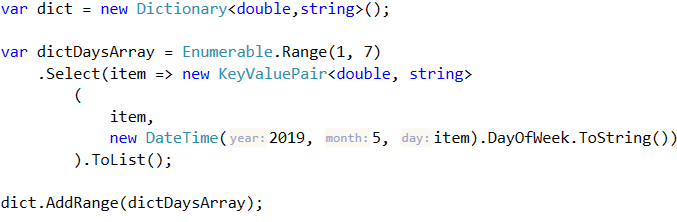 var dict = new Dictionary<double,string>();
var dictDaysArray = Enumerable.Range(1, 7)
.Select(item => new KeyValuePair<double, string>
(
item,
new DateTime(year: 2019, month: 5, day: item).DayOfWeek.ToString())
).ToList();
dict.AddRange(dictDaysArray);